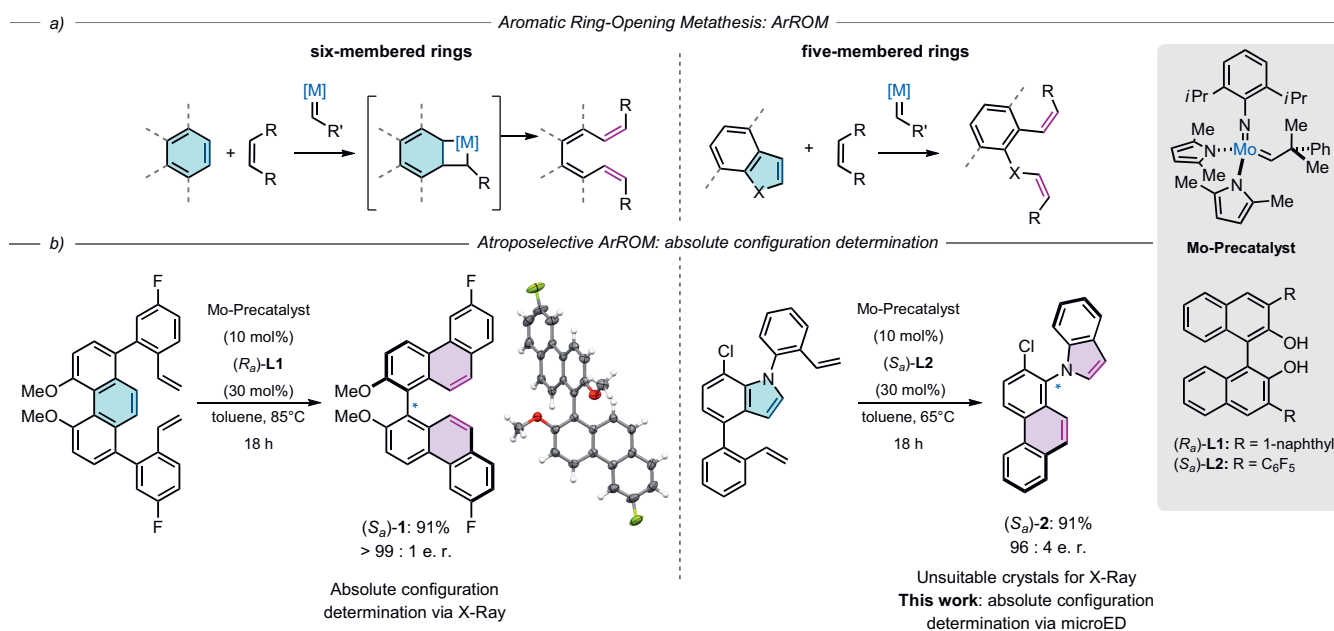 a) Aromatic Ring-Opening Metathesis: ArROM
six-membered rings
five-membered rings
[M]
R
R
R'
+
[M]
R
R
R
[M]
R
R
R'
+
X
R
X
R
iPr
iPr
N
Me
N
Mo
Ph
Me
Me
Me
N
Me
Me
Mo-Precatalyst
b) Atroposelective ArROM: absolute configuration determination
F
MeO
MeO
F
Mo-Precatalyst
(10 mol%)
(Ra)-L1
(30 mol%)
toluene, 85°C
18 h
F
MeO
*
MeO
F
(Sa)-1: 91%
> 99 : 1 e. r.
Absolute configuration
determination via X-Ray
Cl
N
Mo-Precatalyst
(10 mol%)
(Sa)-L2
(30 mol%)
toluene, 65°C
18 h
Cl
N
*
(Sa)-2: 91%
96 : 4 e. r.
Unsuitable crystals for X-Ray
This work: absolute configuration
determination via microED
R
OH
OH
R
(Ra)-L1: R = 1-naphthyl
(Sa)-L2: R = C6F5